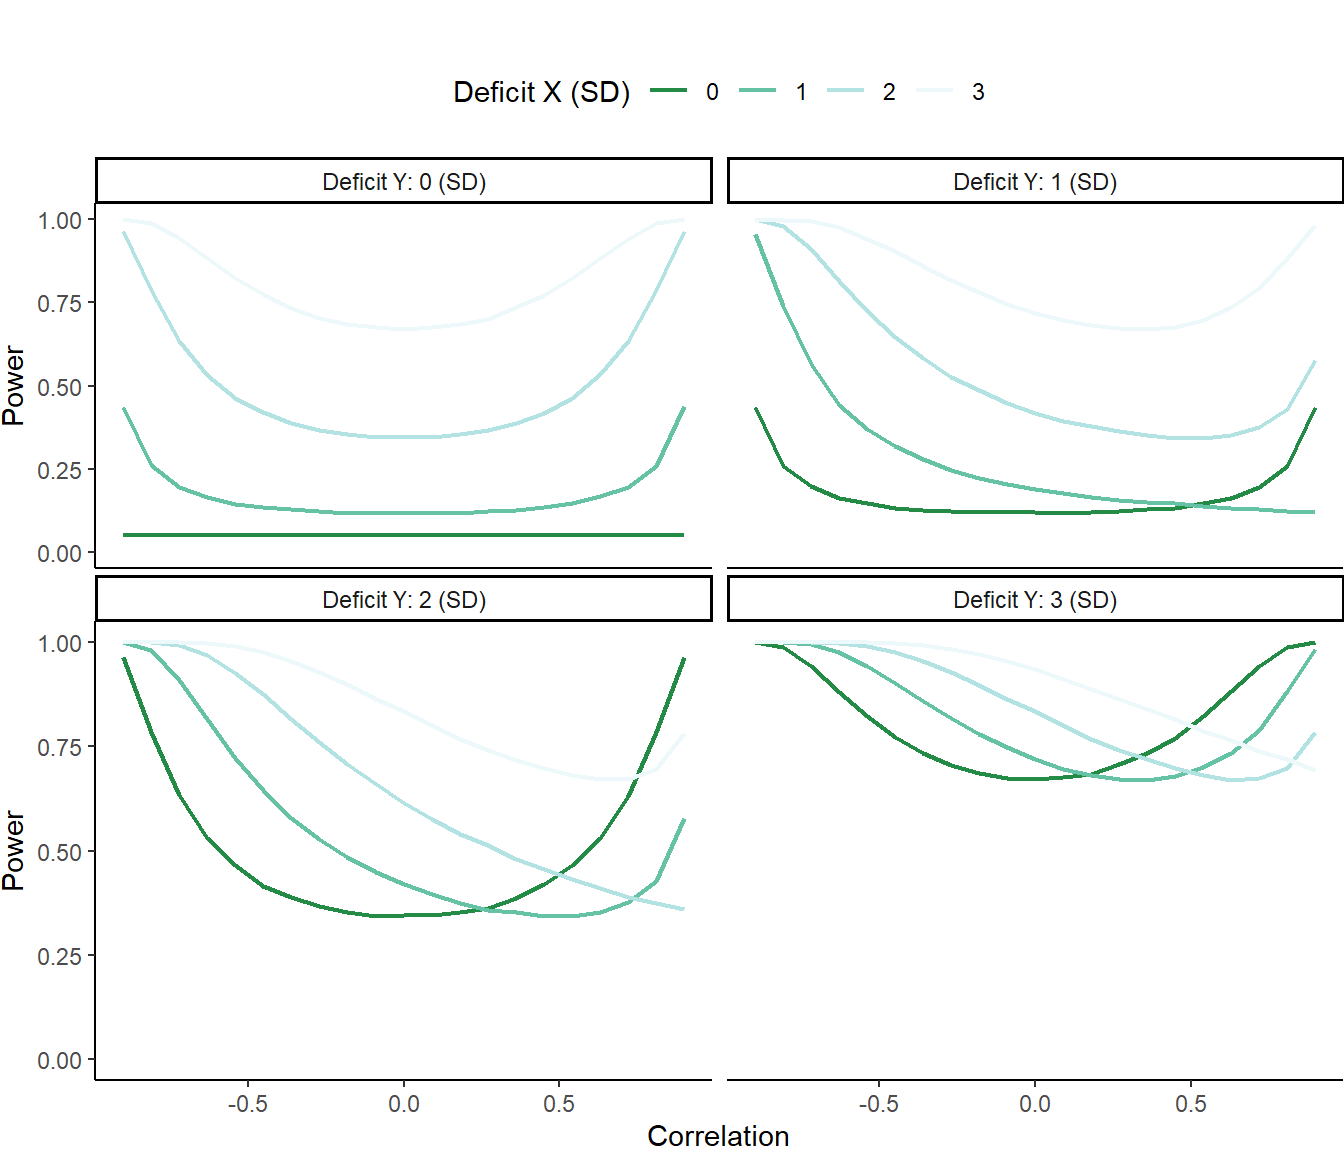 Deficit X (SD) 0 1 2 3
Deficit Y: 0 (SD) Deficit Y: 1 (SD)
1.00
0.75
0.50
0.25
0.00
Power
Deficit Y: 2 (SD) Deficit Y: 3 (SD)
1.00
0.75
0.50
0.25
0.00
Power
-0.5 0.0 0.5 -0.5 0.0 0.5
Correlation